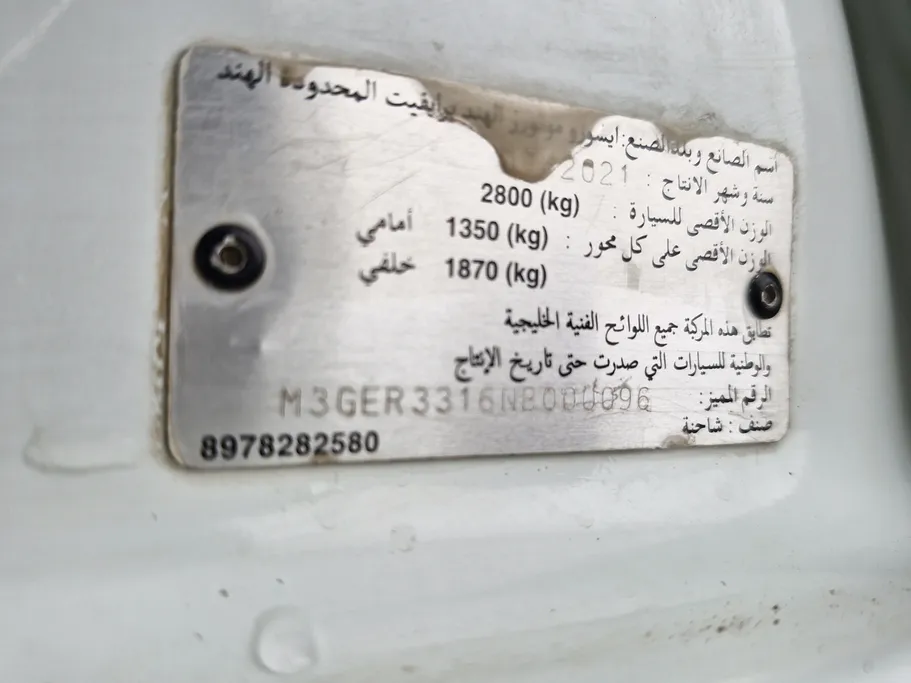 اسم الصانع وبلد الصنع: ايسوزو موتورز الهند برايفيت المحدودة الهند
سنة وشهر الانتاج : 2021
الوزن الأقصى للسيارة : 2800 (kg)
الوزن الأقصى على كل محور : 1350 (kg) أمامي
1870 (kg) خلفي
تطابق هذه المركبة جميع اللوائح الفنية الخليجية
والوطنية للسيارات التي صدرت حتى تاريخ الإنتاج
الرقم المميز: M3GER3316NB000096
صنف : شاحنة
8978282580